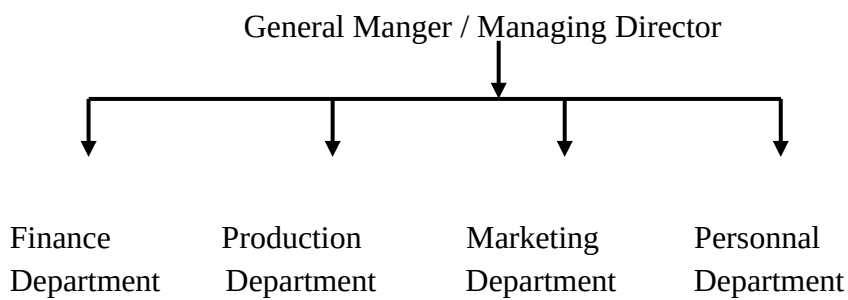 General Manger / Managing Director
Finance Production Marketing Personnal
Department Department Department Department